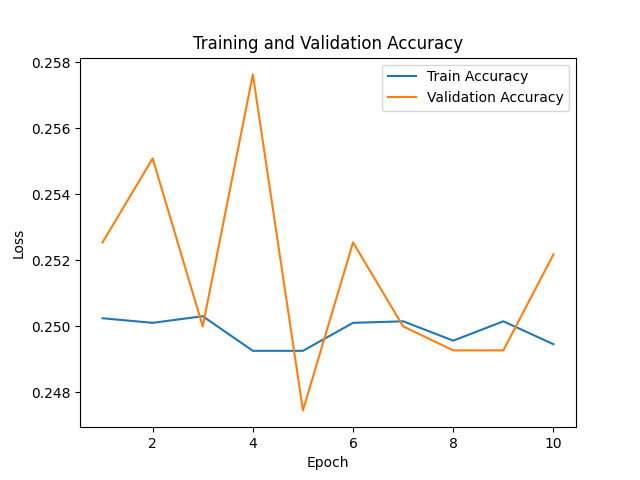 Training and Validation Accuracy
Train Accuracy
Validation Accuracy
0.258
0.256
0.254
0.252
0.250
0.248
Loss
2 4 6 8 10
Epoch